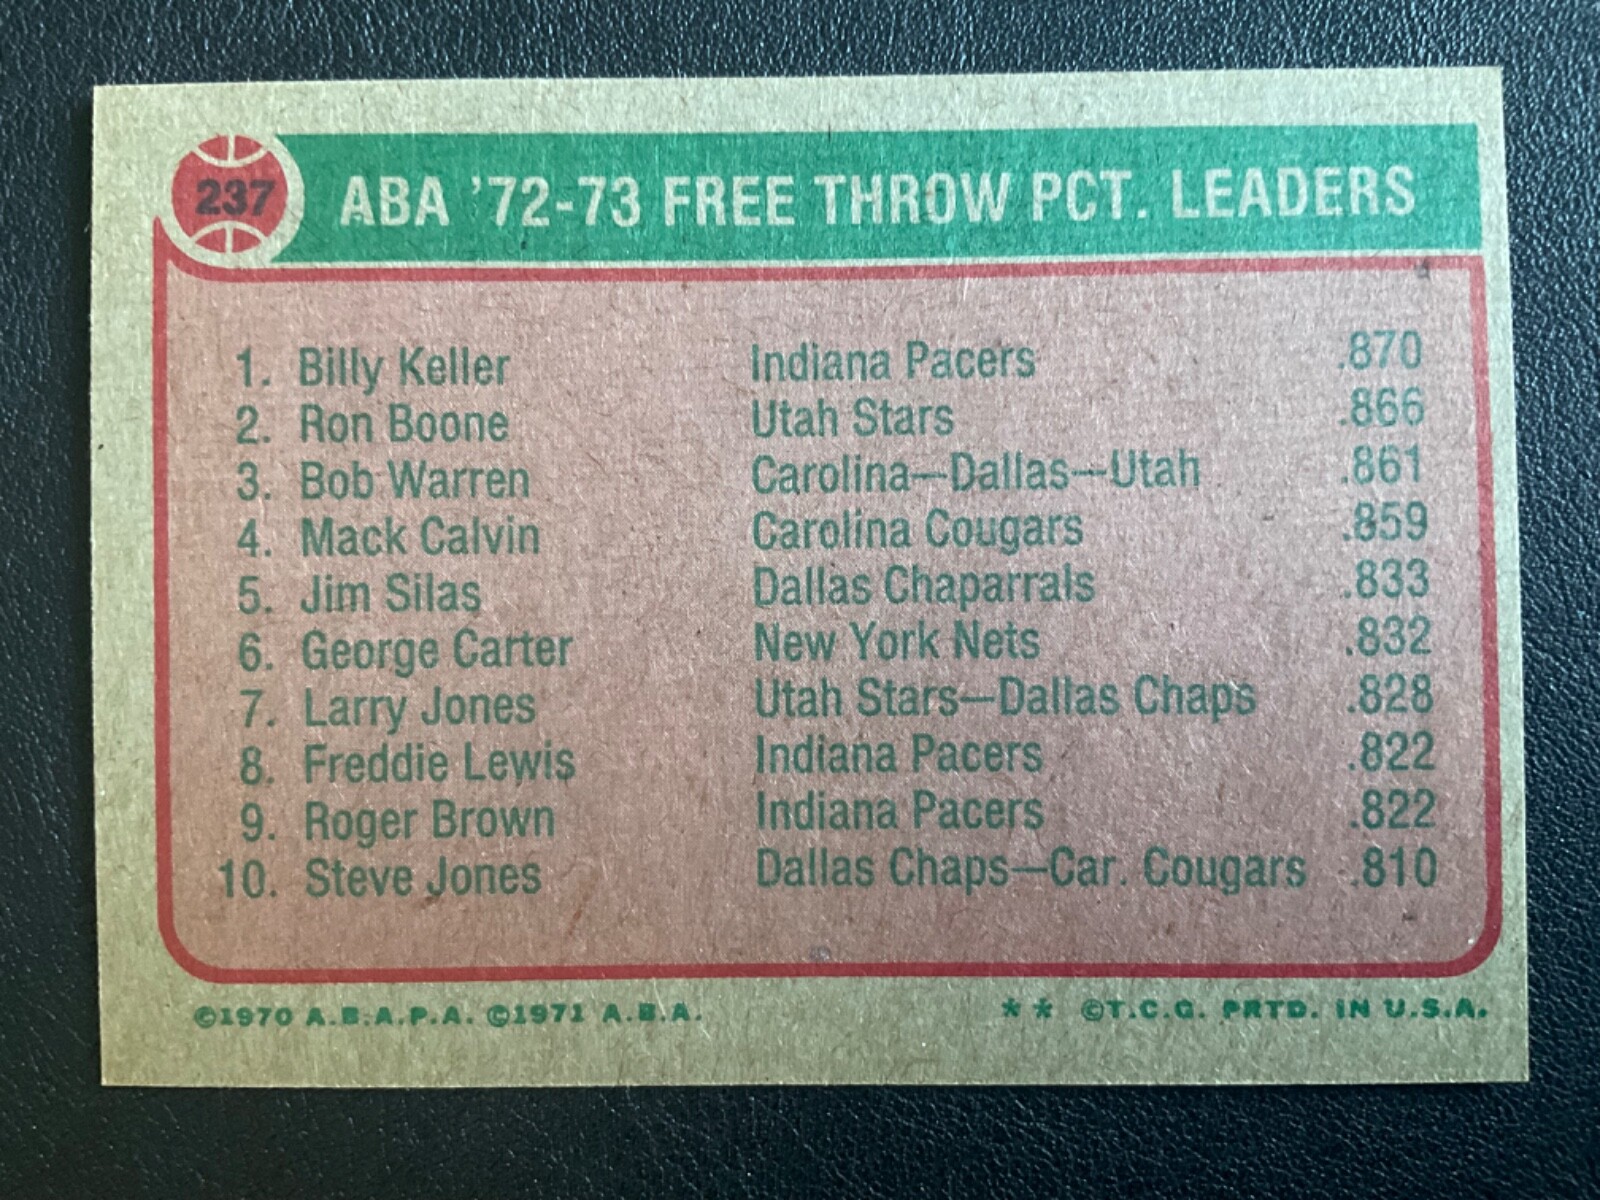 237
ABA '72-73 FREE THROW PCT. LEADERS
1. Billy Keller Indiana Pacers .870
2. Ron Boone Utah Stars .866
3. Bob Warren Carolina—Dallas—Utah .861
4. Mack Calvin Carolina Cougars .859
5. Jim Silas Dallas Chaparrals .833
6. George Carter New York Nets .832
7. Larry Jones Utah Stars—Dallas Chaps .828
8. Freddie Lewis Indiana Pacers .822
9. Roger Brown Indiana Pacers .822
10. Steve Jones Dallas Chaps—Car. Cougars .810
©1970 A.B.A.P.A. ©1971 A.B.A. ** ©T.C.G. PRTD. IN U.S.A.